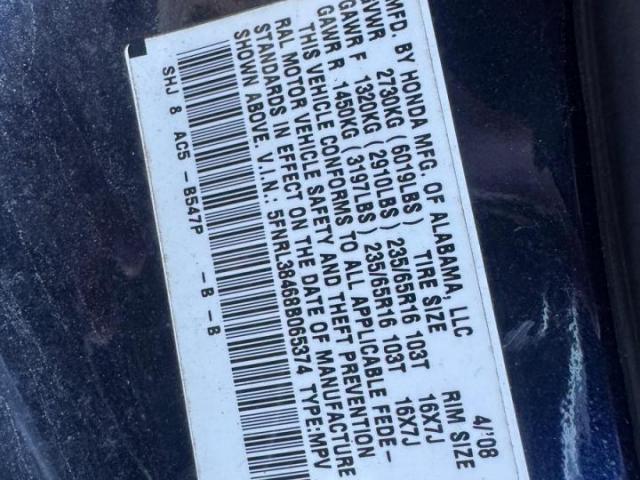 MFD. BY HONDA MFG. OF ALABAMA, LLC 4/'08
GVWR 2730KG (6019LBS) TIRE SIZE RIM SIZE
GAWR F 1320KG (2910LBS) 235/65R16 103T 16X7J
GAWR R 1450KG (3197LBS) 235/65R16 103T 16X7J
THIS VEHICLE CONFORMS TO ALL APPLICABLE FEDE-
RAL MOTOR VEHICLE SAFETY AND THEFT PREVENTION
STANDARDS IN EFFECT ON THE DATE OF MANUFACTURE
SHOWN ABOVE. V.I.N.: 5FNRL38468B065374 TYPE:MPV
SHJ 8 AC5 - B547P - B - B